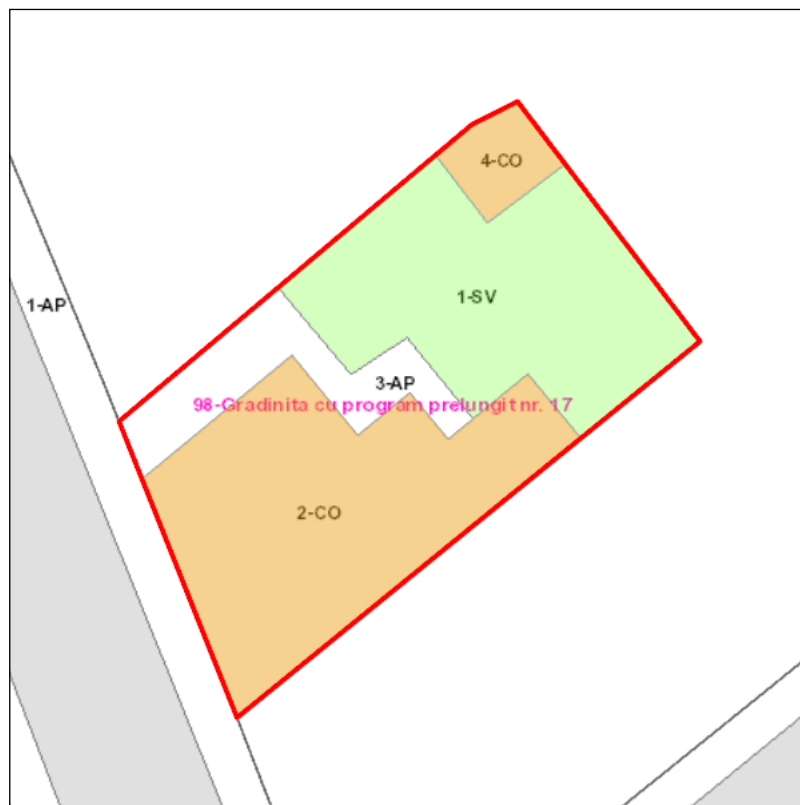 4-CO
1-SV
1-AP
3-AP
98-Gradinita cu program prelungit nr. 17
2-CO